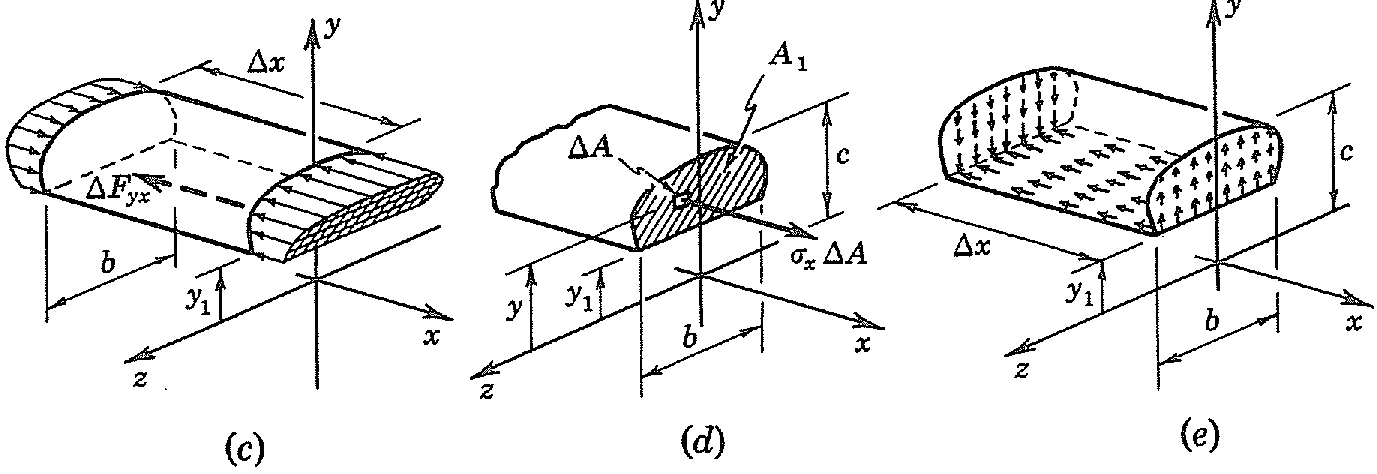 y
Δx
ΔF_yx
b
y_1
x
z
(c)
y
A_1
ΔA
c
σ_x ΔA
y
y_1
b
x
z
(d)
y
c
Δx
y_1
b
x
z
(e)